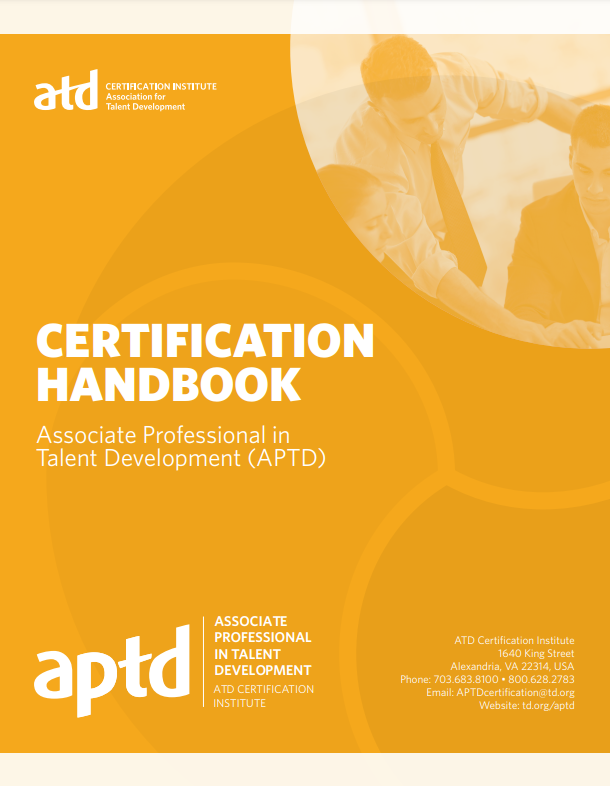 atd
CERTIFICATION INSTITUTE
Association for
Talent Development
CERTIFICATION
HANDBOOK
Associate Professional in
Talent Development (APTD)
aptd
ASSOCIATE
PROFESSIONAL
IN TALENT
DEVELOPMENT
ATD CERTIFICATION
INSTITUTE
ATD Certification Institute
1640 King Street
Alexandria, VA 22314, USA
Phone: 703.683.8100 • 800.628.2783
Email: APTDcertification@td.org
Website: td.org/aptd